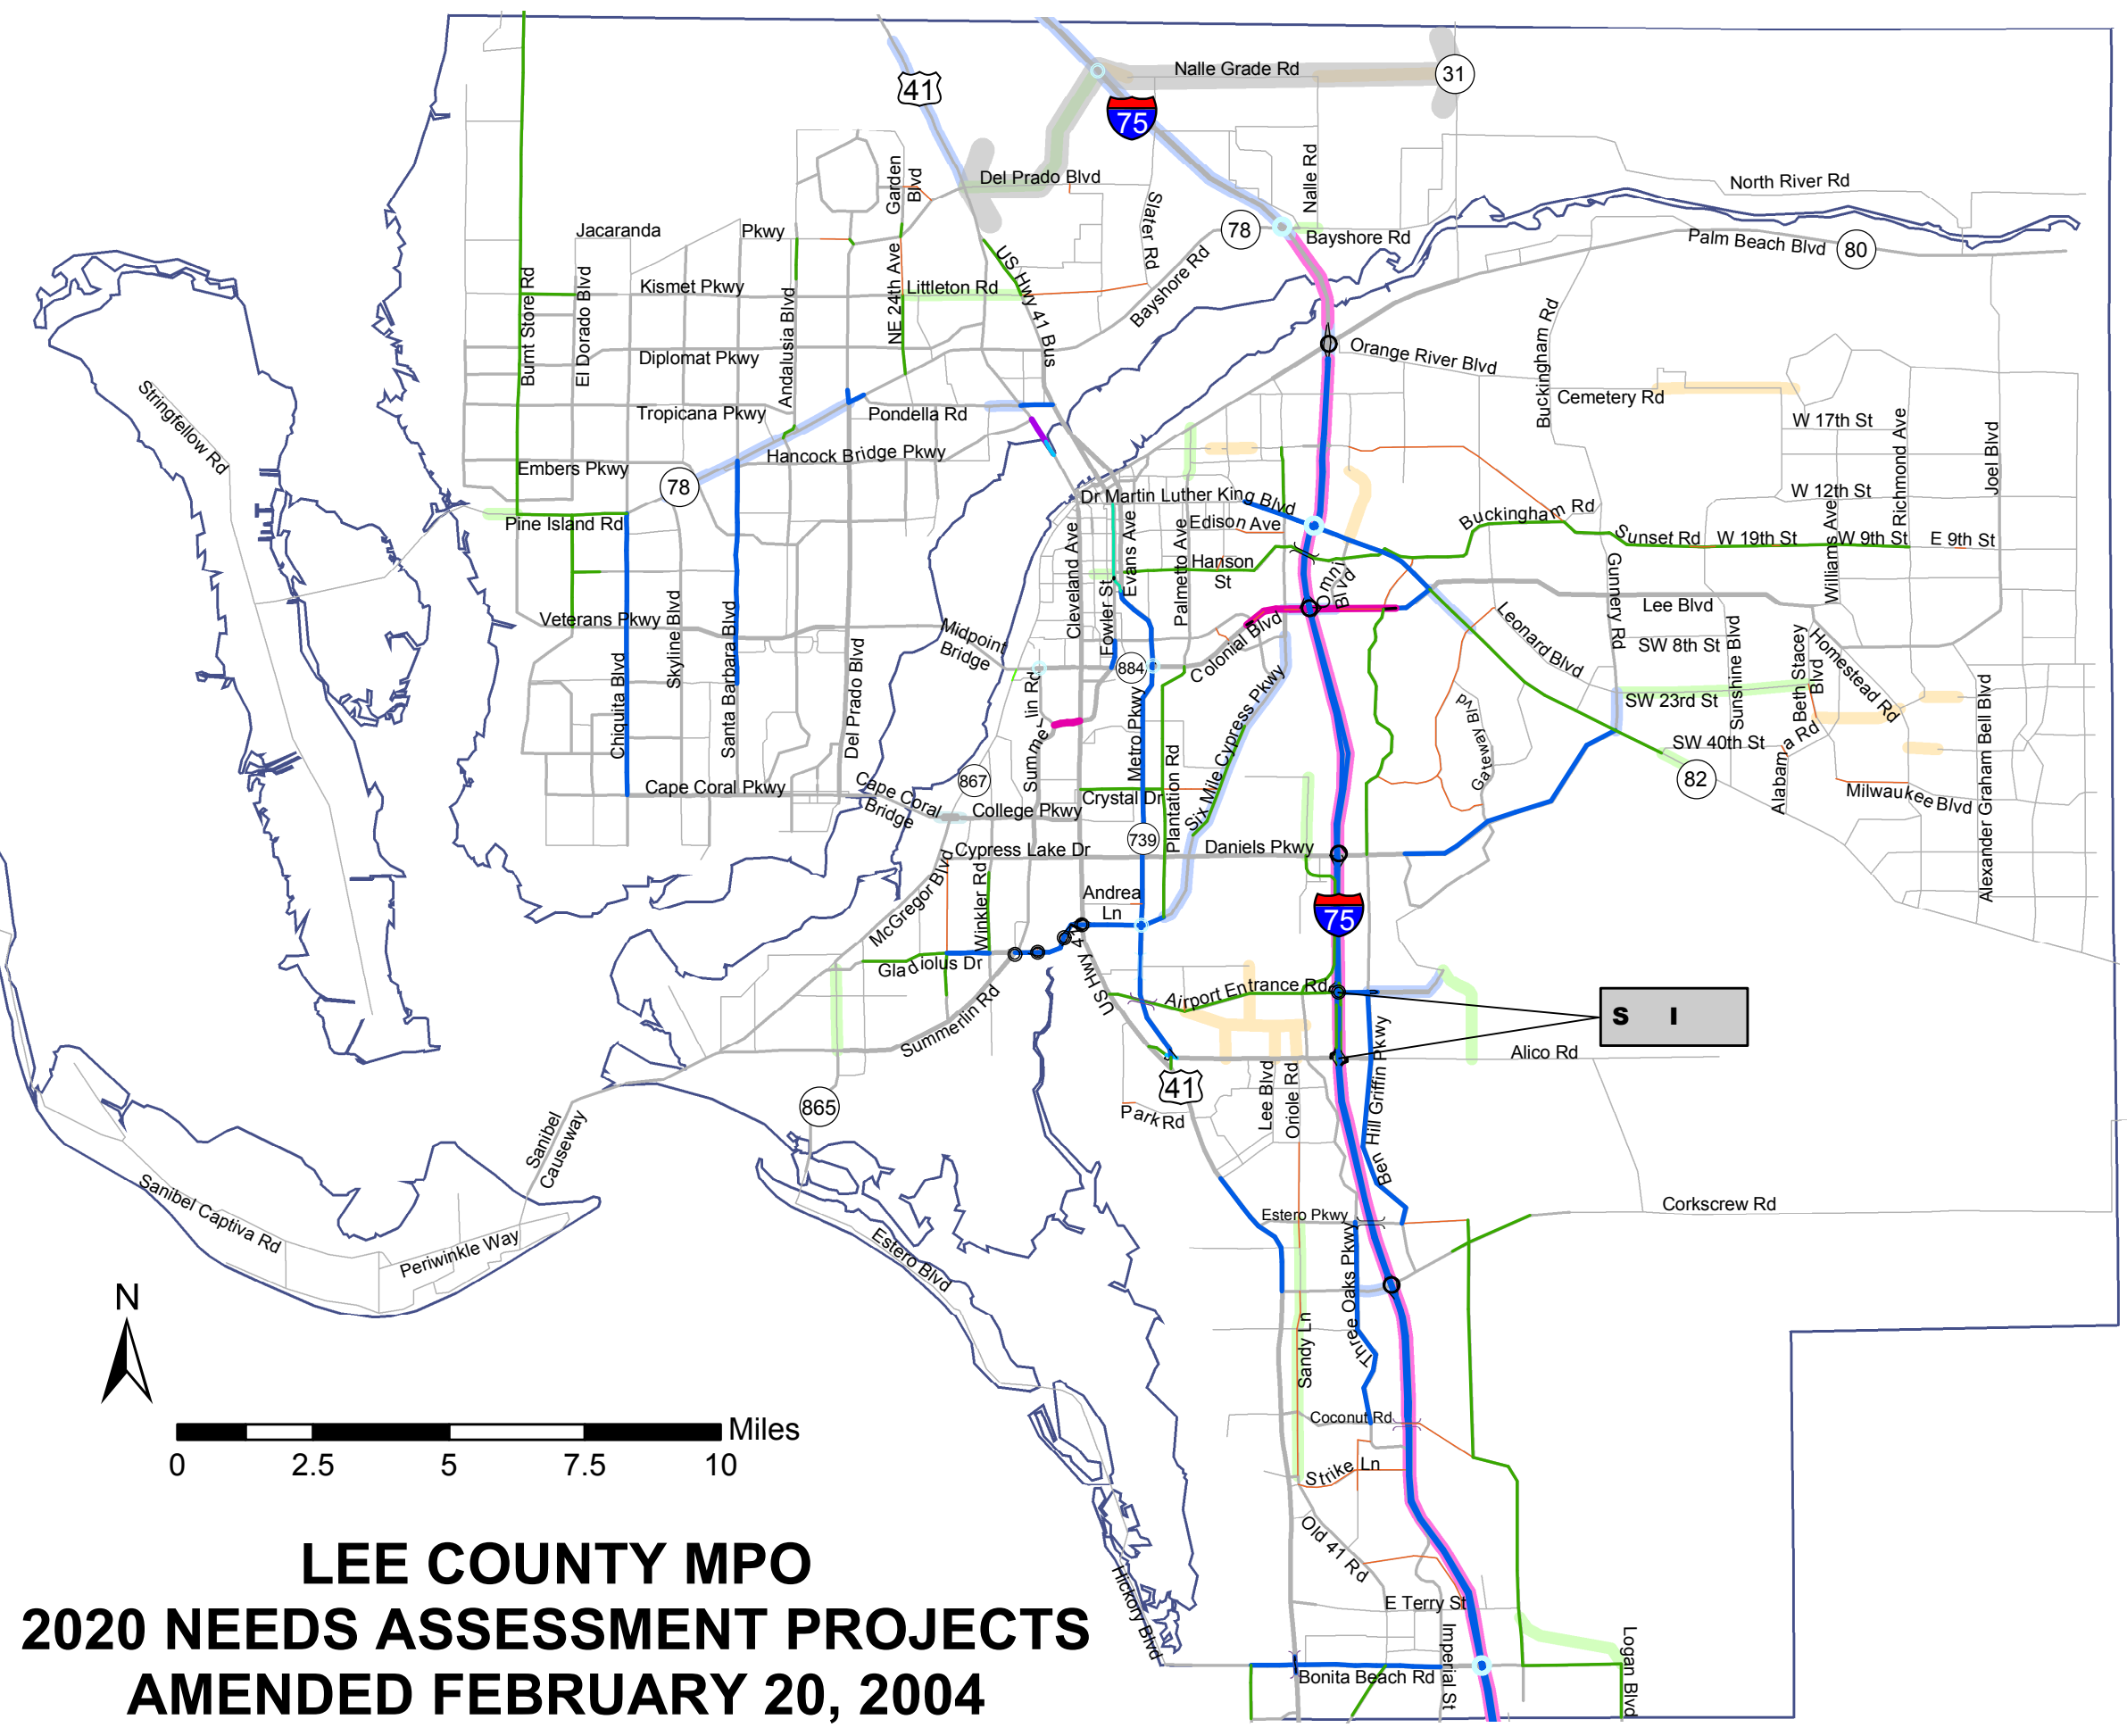 Nalle Grade Rd
31
41
75
Nalle Rd
Garden
Blvd
Del Prado Blvd
Slater Rd
North River Rd
Jacaranda
Pkwy
78
Bayshore Rd
Palm Beach Blvd
80
Burnt Store Rd
El Dorado Blvd
Kismet Pkwy
Andalusia Blvd
NE 24th Ave
Littleton Rd
US Hwy 41 Bus
Bayshore Rd
Buckingham Rd
Diplomat Pkwy
Orange River Blvd
Stringfellow Rd
Tropicana Pkwy
Pondella Rd
Cemetery Rd
W 17th St
Richmond Ave
Joel Blvd
Embers Pkwy
78
Hancock Bridge Pkwy
Dr Martin Luther King Blvd
W 12th St
Pine Island Rd
Edison Ave
Buckingham Rd
Sunset Rd
W 19th St
W 9th St
E 9th St
Williams Ave
Cleveland Ave
Evans Ave
Palmetto Ave
Hanson
St
Omni
Blvd
Gunnery Rd
Fowler St
Lee Blvd
Veterans Pkwy
Skyline Blvd
Santa Barbara Blvd
Midpoint
Bridge
884
Colonial Blvd
Leonard Blvd
SW 8th St
Sunshine Blvd
Beth Stacey
Blvd
Homestead Rd
Chiquita Blvd
Del Prado Blvd
Summerlin Rd
Metro Pkwy
Plantation Rd
Six Mile Cypress Pkwy
Gateway Blvd
SW 23rd St
SW 40th St
Alabama Rd
82
Alexander Graham Bell Blvd
Milwaukee Blvd
Cape Coral Pkwy
Cape Coral
Bridge
867
College Pkwy
Crystal Dr
739
Cypress Lake Dr
Daniels Pkwy
McGregor Blvd
Winkler Rd
Andrea
Ln
75
Gladiolus Dr
US Hwy 41
Airport Entrance Rd
S I
Summerlin Rd
Ben Hill Griffin Pkwy
Alico Rd
41
865
Park Rd
Lee Blvd
Oriole Rd
Sanibel
Causeway
Sanibel Captiva Rd
Periwinkle Way
Estero Blvd
Estero Pkwy
Corkscrew Rd
Three Oaks Pkwy
Sandy Ln
N
Miles
0 2.5 5 7.5 10
Coconut Rd
Strike Ln
Old 41 Rd
Hickory Blvd
E Terry St
Imperial St
Logan Blvd
Bonita Beach Rd
LEE COUNTY MPO
2020 NEEDS ASSESSMENT PROJECTS
AMENDED FEBRUARY 20, 2004